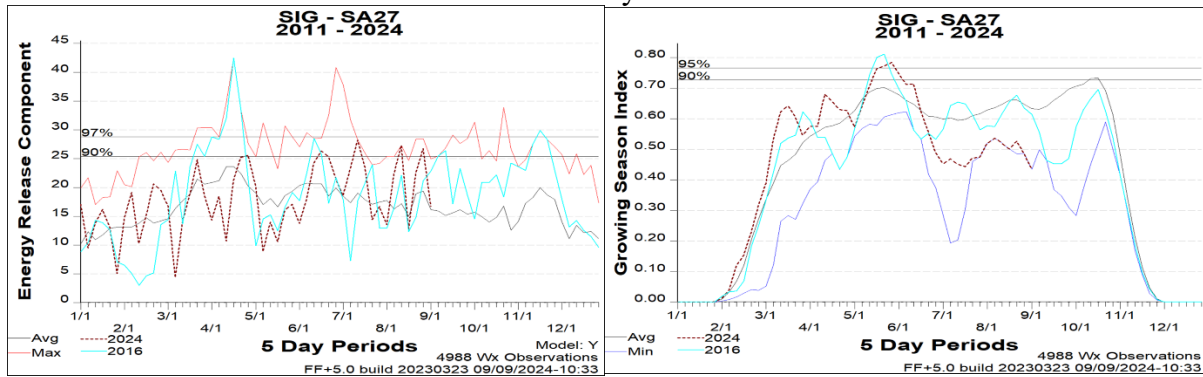 y
SIG - SA27
2011 - 2024
Energy Release Component
45
40
35
30
25
20
15
10
5
0
97%
90%
1/1
2/1
3/1
4/1
5/1
6/1
7/1
8/1
9/1
10/1
11/1
12/1
Avg
2024
Max
2016
5 Day Periods
Model: Y
4988 Wx Observations
FF+5.0 build 20230323 09/09/2024-10:33
SIG - SA27
2011 - 2024
Growing Season Index
0.80
0.70
0.60
0.50
0.40
0.30
0.20
0.10
0.00
95%
90%
1/1
2/1
3/1
4/1
5/1
6/1
7/1
8/1
9/1
10/1
11/1
12/1
Avg
2024
Min
2016
5 Day Periods
4988 Wx Observations
FF+5.0 build 20230323 09/09/2024-10:33